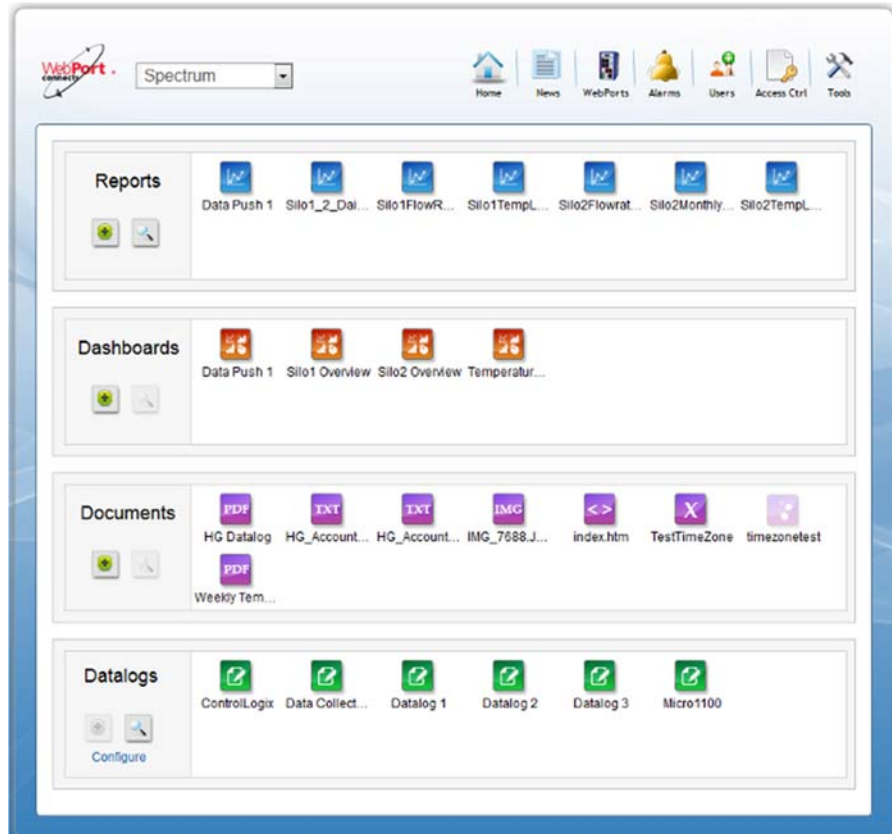 WebPort.
connects
Spectrum
Home News WebPorts Alarms Users Access Ctrl Tools
Reports
Data Push 1 Silo1_2_Dai... Silo1FlowR... Silo1TempL... Silo2Flowrat... Silo2Monthly... Silo2TempL...
Dashboards
Data Push 1 Silo1 Overview Silo2 Overview Temperatur...
Documents
PDF TXT TXT IMG <> X
HG Datalog HG_Account... HG_Account... IMG_7688.J... index.htm TestTimeZone timezonetest
PDF
Weekly Tem...
Datalogs
ControlLogix Data Collect... Datalog 1 Datalog 2 Datalog 3 Micro1100
Configure